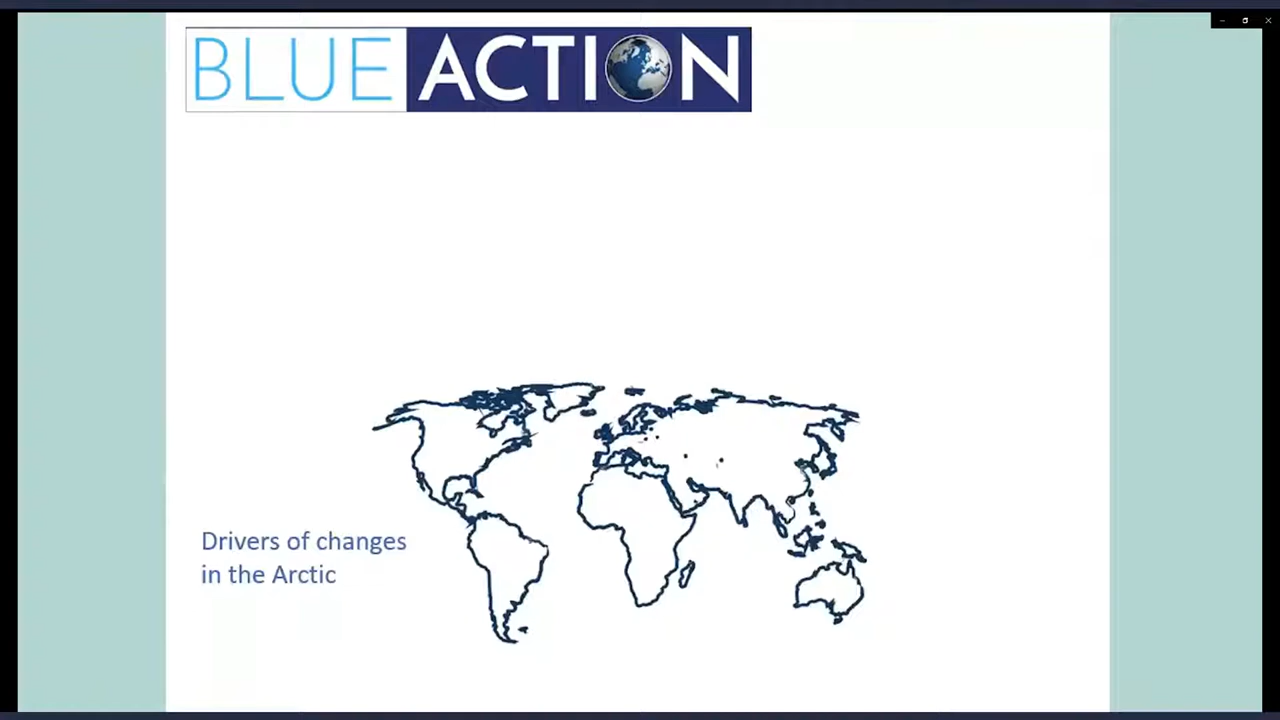 BLUE ACTION
Drivers of changes
in the Arctic